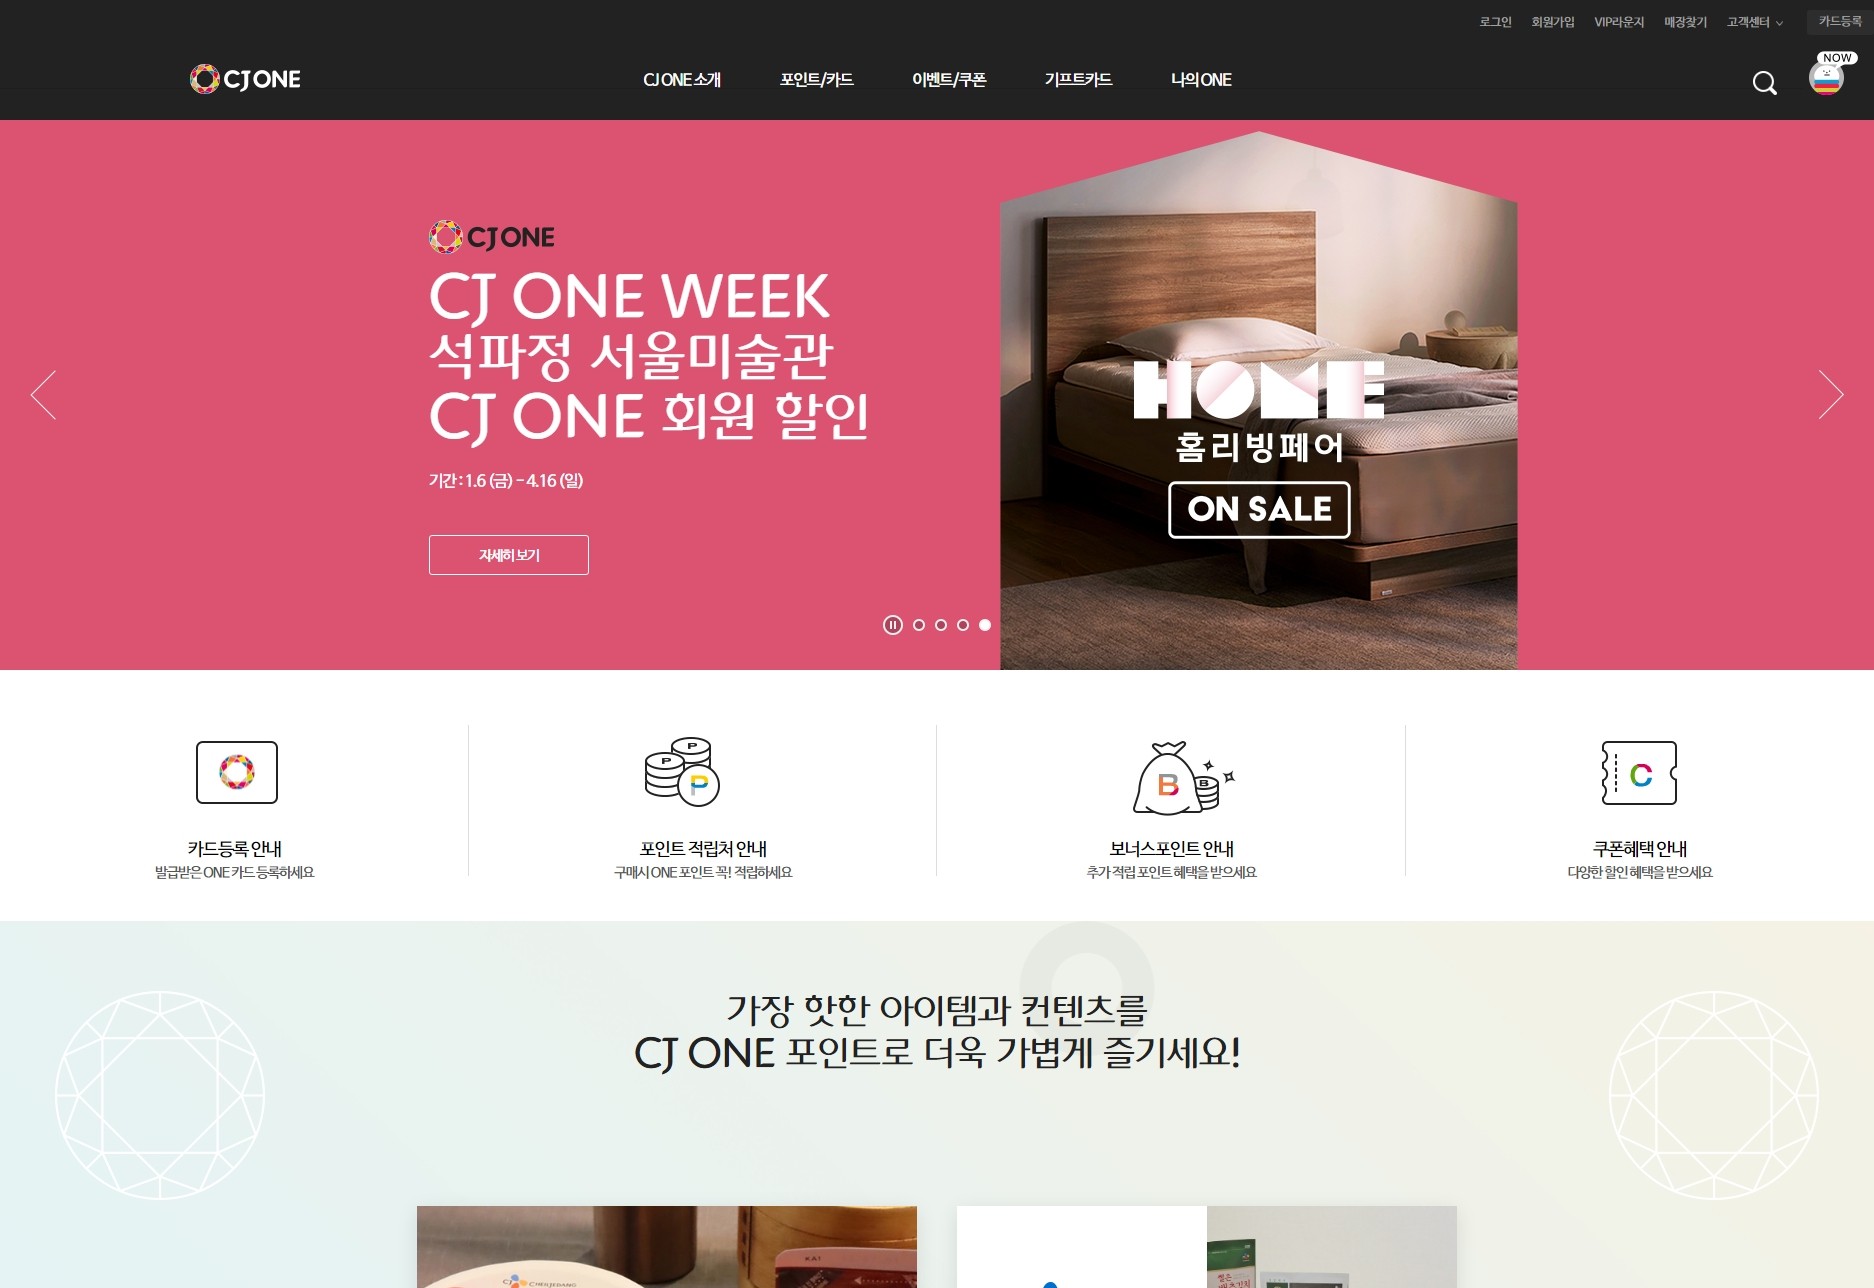 로그인 회원가입 VIP라운지 매장찾기 고객센터 카드등록
CJ ONE
CJ ONE 소개 포인트/카드 이벤트/쿠폰 기프트카드 나의 ONE
NOW
CJ ONE
CJ ONE WEEK
석파정 서울미술관
CJ ONE 회원 할인
기간 : 1.6 (금) - 4.16 (일)
자세히 보기
HOME
홈리빙페어
ON SALE
P
P
P
B
B
C
카드등록 안내
발급받은 ONE 카드 등록하세요
포인트 적립처 안내
구매시 ONE 포인트 꼭! 적립하세요
보너스포인트 안내
추가 적립 포인트 혜택을 받으세요
쿠폰혜택 안내
다양한 할인 혜택을 받으세요
가장 핫한 아이템과 컨텐츠를
CJ ONE 포인트로 더욱 가볍게 즐기세요!
CJ CHEILJEDANG
KAI
썰은